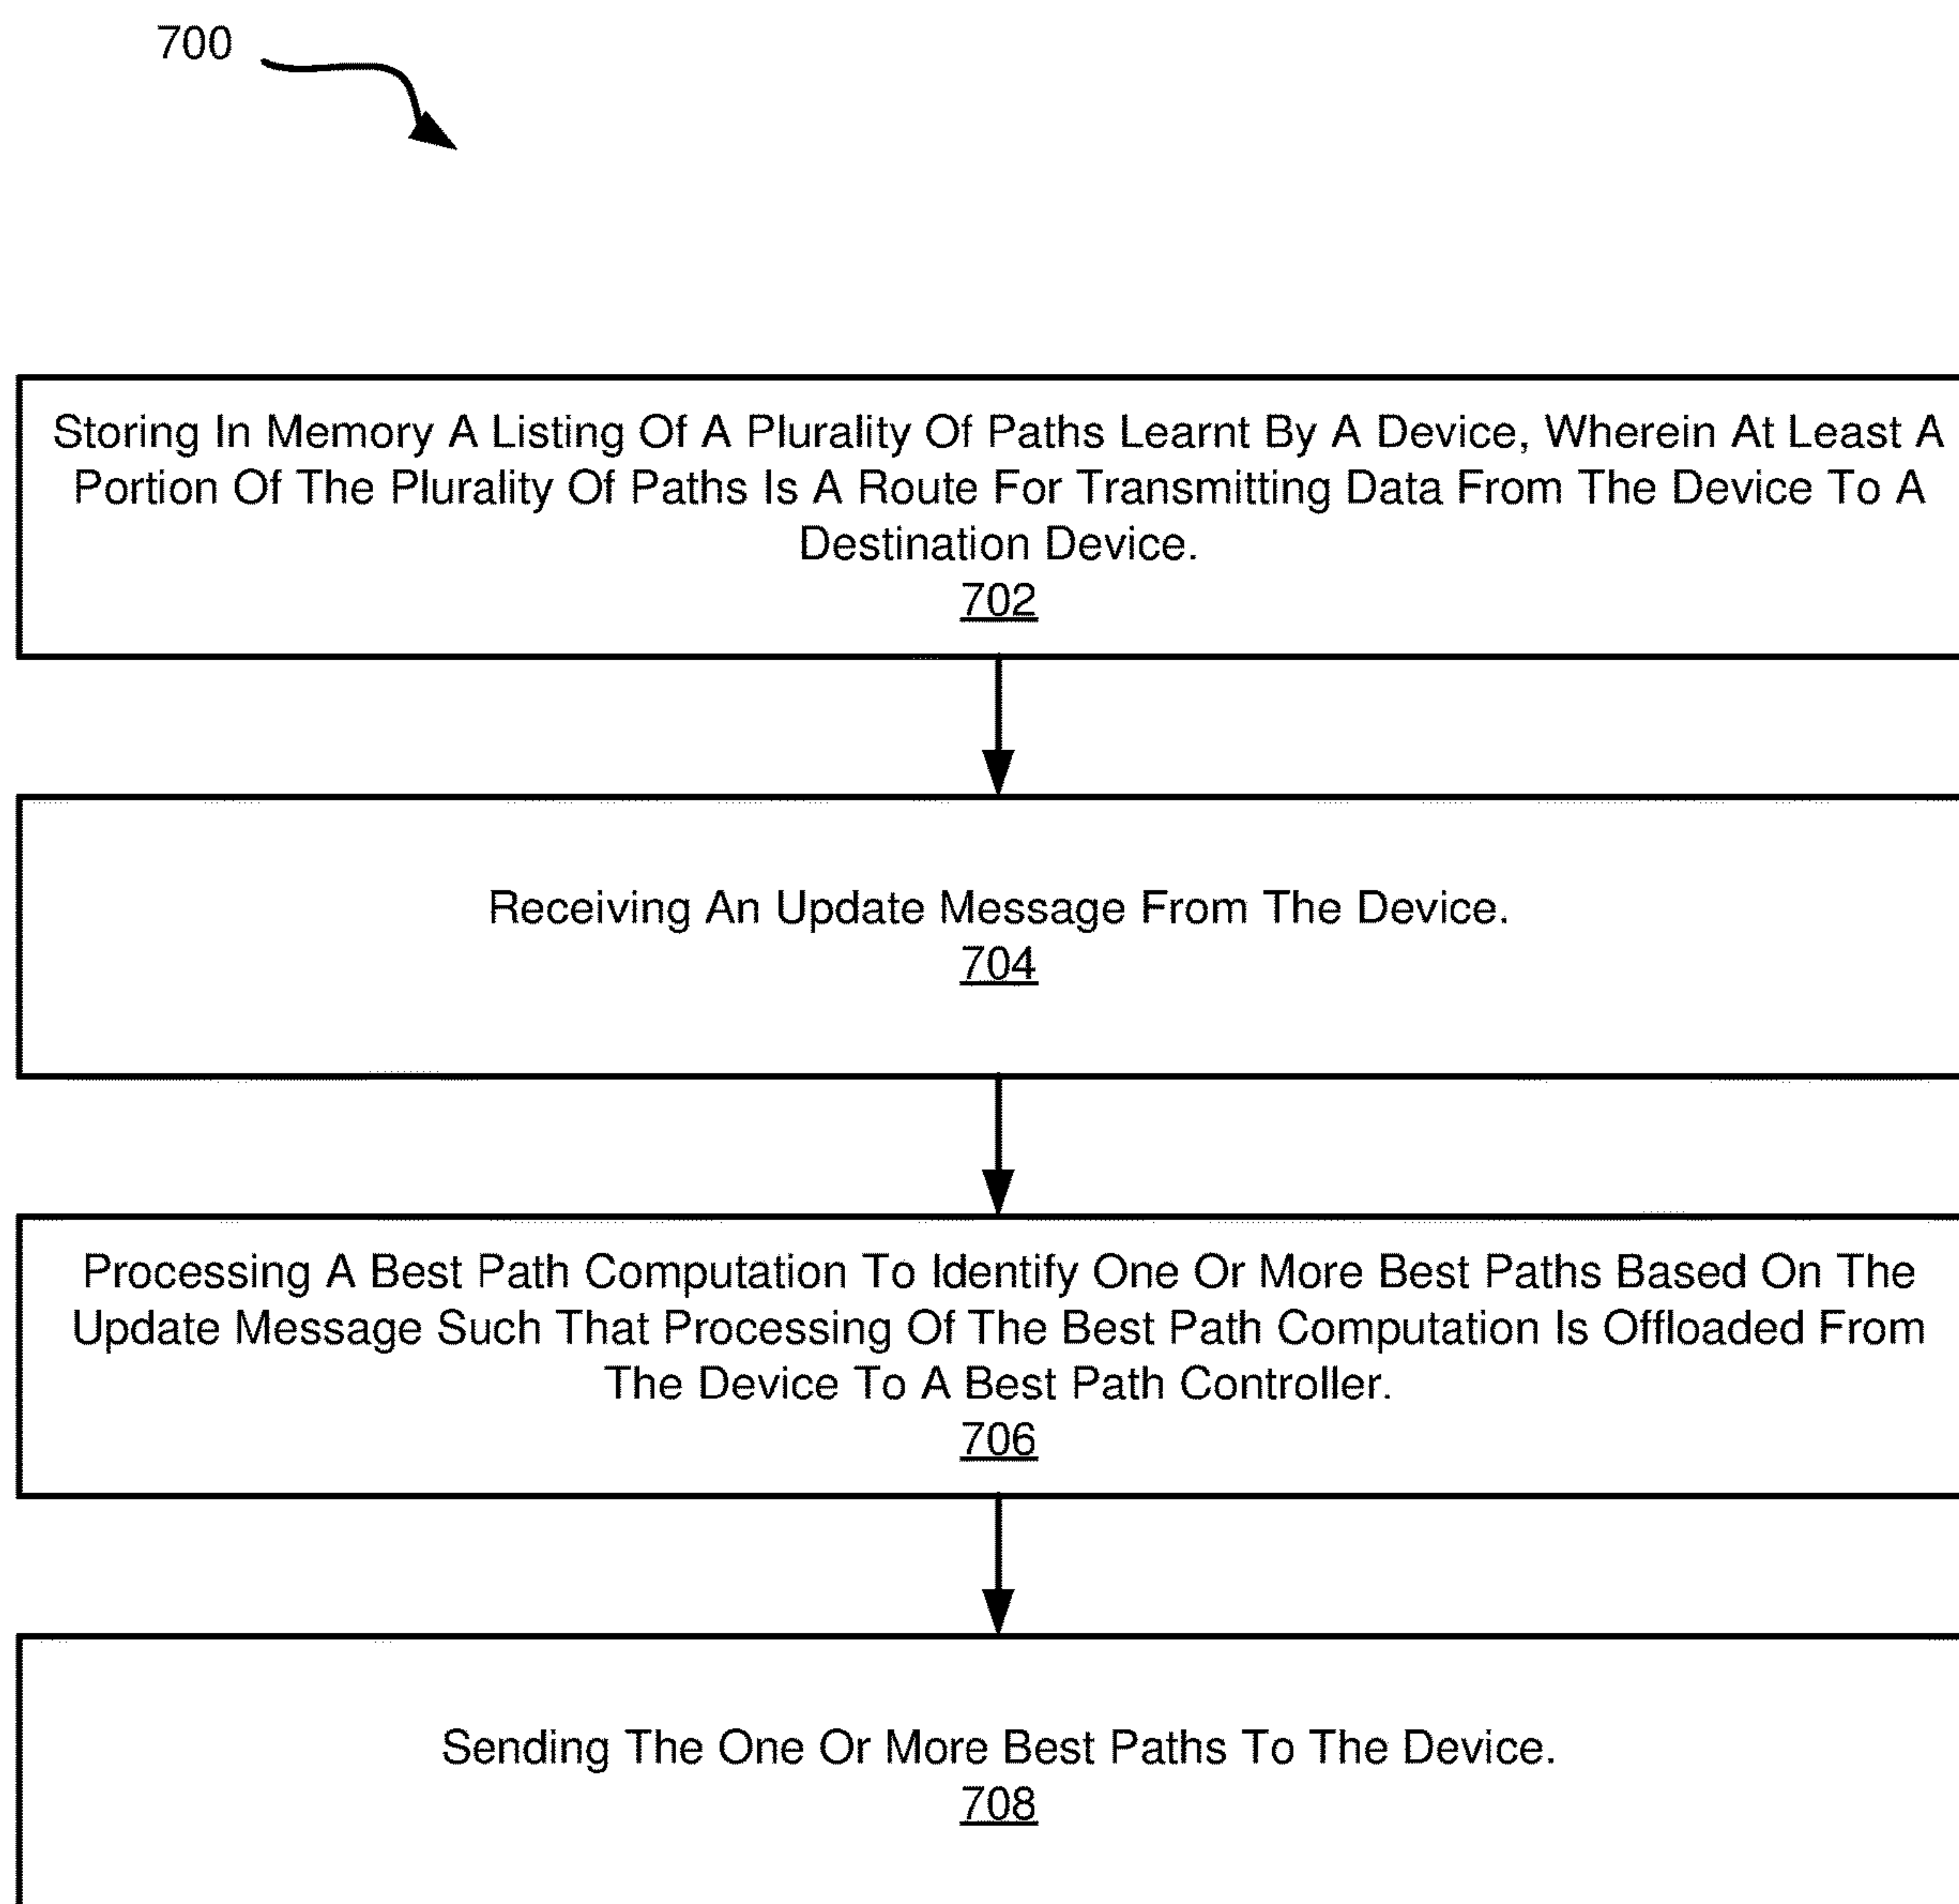 700
Storing In Memory A Listing Of A Plurality Of Paths Learnt By A Device, Wherein At Least A
Portion Of The Plurality Of Paths Is A Route For Transmitting Data From The Device To A
Destination Device.
702
Receiving An Update Message From The Device.
704
Processing A Best Path Computation To Identify One Or More Best Paths Based On The
Update Message Such That Processing Of The Best Path Computation Is Offloaded From
The Device To A Best Path Controller.
706
Sending The One Or More Best Paths To The Device.
708